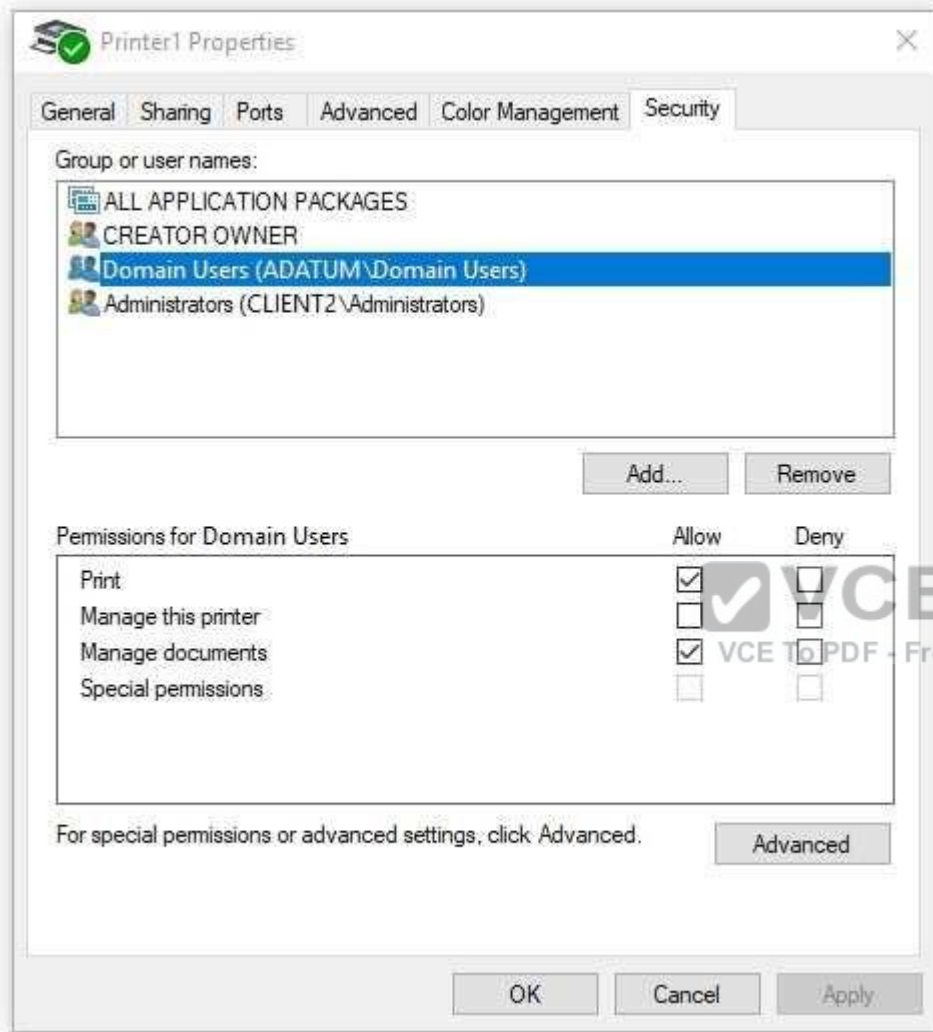 Printer1 Properties
General Sharing Ports Advanced Color Management Security
Group or user names:
ALL APPLICATION PACKAGES
CREATOR OWNER
Domain Users (ADATUM\Domain Users)
Administrators (CLIENT2\Administrators)
Add... Remove
Permissions for Domain Users Allow Deny
Print
Manage this printer
VCE
Manage documents
VCE To PDF - Fr
Special permissions
For special permissions or advanced settings, click Advanced.
Advanced
OK Cancel Apply